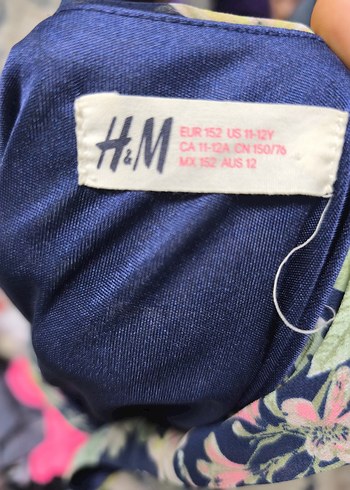 H&M
EUR 152 US 11-12Y
CA 11-12A CN 150/76
MX 152 AUS 12